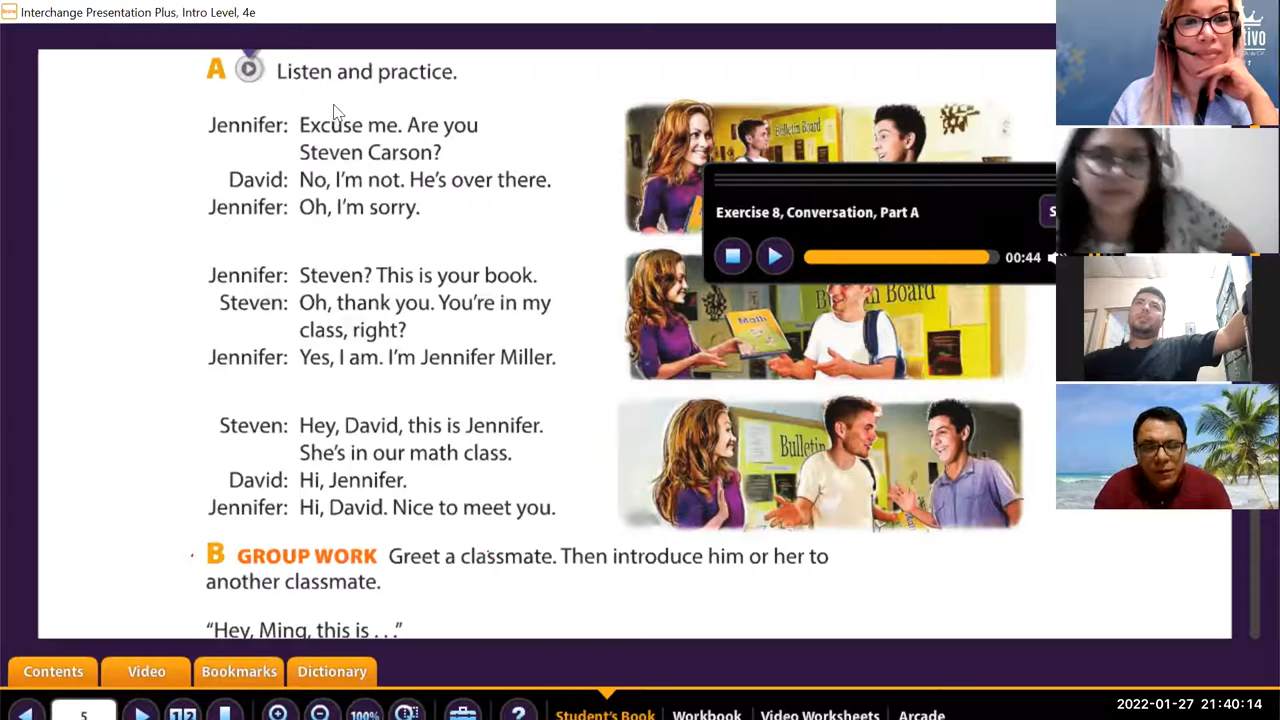 Interchange Presentation Plus, Intro Level, 4e
A Listen and practice.
Jennifer: Excuse me. Are you
Steven Carson?
David: No, I'm not. He's over there.
Jennifer: Oh, I'm sorry.
Jennifer: Steven? This is your book.
Steven: Oh, thank you. You're in my
class, right?
Jennifer: Yes, I am. I'm Jennifer Miller.
Steven: Hey, David, this is Jennifer.
She's in our math class.
David: Hi, Jennifer.
Jennifer: Hi, David. Nice to meet you.
Bulletin Board
Exercise 8, Conversation, Part A
S
00:44
Board
Math
Bulletin
B GROUP WORK Greet a classmate. Then introduce him or her to
another classmate.
"Hey, Ming, this is . . ."
Contents
Video
Bookmarks
Dictionary
5
12
100%
?
Student's Book
Workbook
Video Worksheets
Arcade
2022-01-27 21:40:14